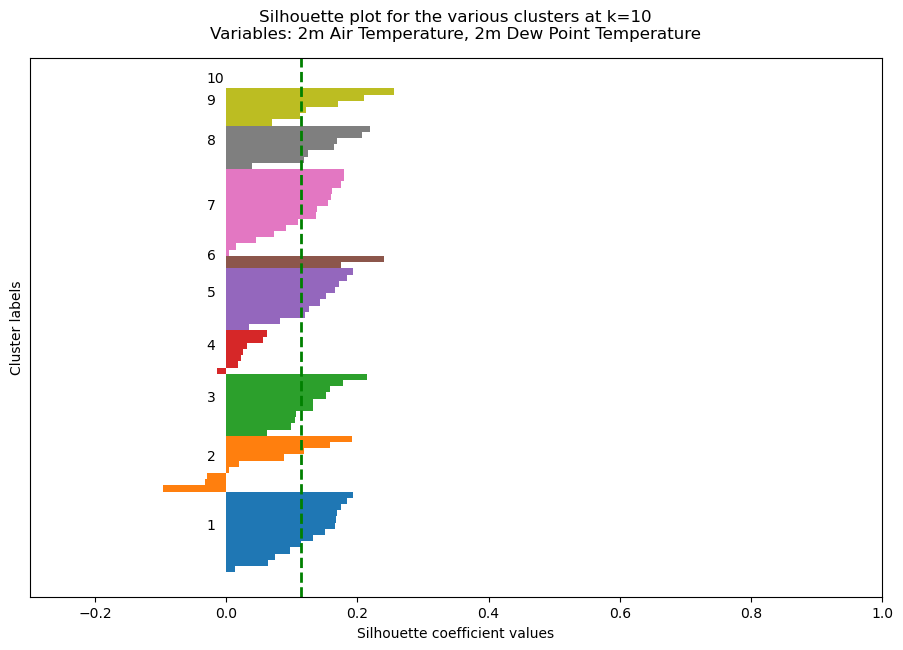 Silhouette plot for the various clusters at k=10
Variables: 2m Air Temperature, 2m Dew Point Temperature
10
9
8
7
6
5
4
3
2
1
Cluster labels
−0.2 0.0 0.2 0.4 0.6 0.8 1.0
Silhouette coefficient values